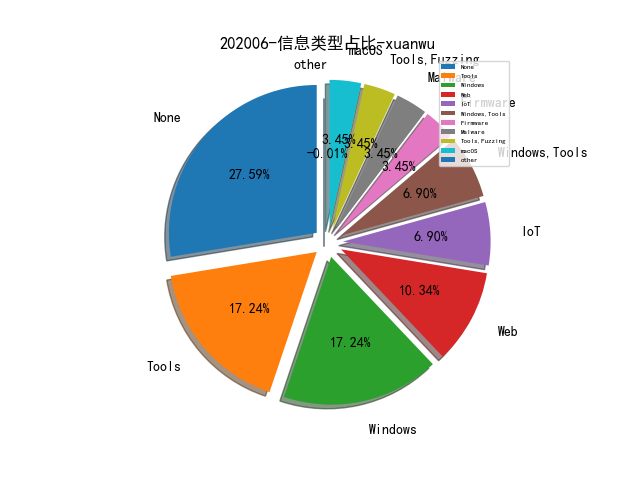 202006-信息类型占比-xuanwu
macOS
other
Tools,Fuzzing
Malware
Firmware
None
Windows,Tools
IoT
Web
Windows
Tools
27.59%
17.24%
17.24%
10.34%
6.90%
6.90%
3.45%
3.45%
3.45%
3.45%
-0.01%
None
Tools
Windows
Web
IoT
Windows,Tools
Firmware
Malware
Tools,Fuzzing
macOS
other